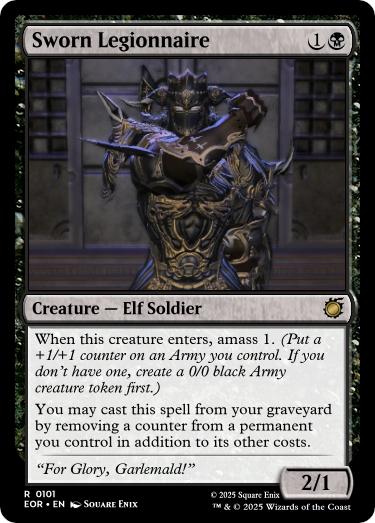 Sworn Legionnaire 1
Creature — Elf Soldier
When this creature enters, amass 1. (Put a
+1/+1 counter on an Army you control. If you
don't have one, create a 0/0 black Army
creature token first.)
You may cast this spell from your graveyard
by removing a counter from a permanent
you control in addition to its other costs.
“For Glory, Garlemald!”
2/1
R 0101
EOR • EN SQUARE ENIX
© 2025 Square Enix
™ & © 2025 Wizards of the Coast